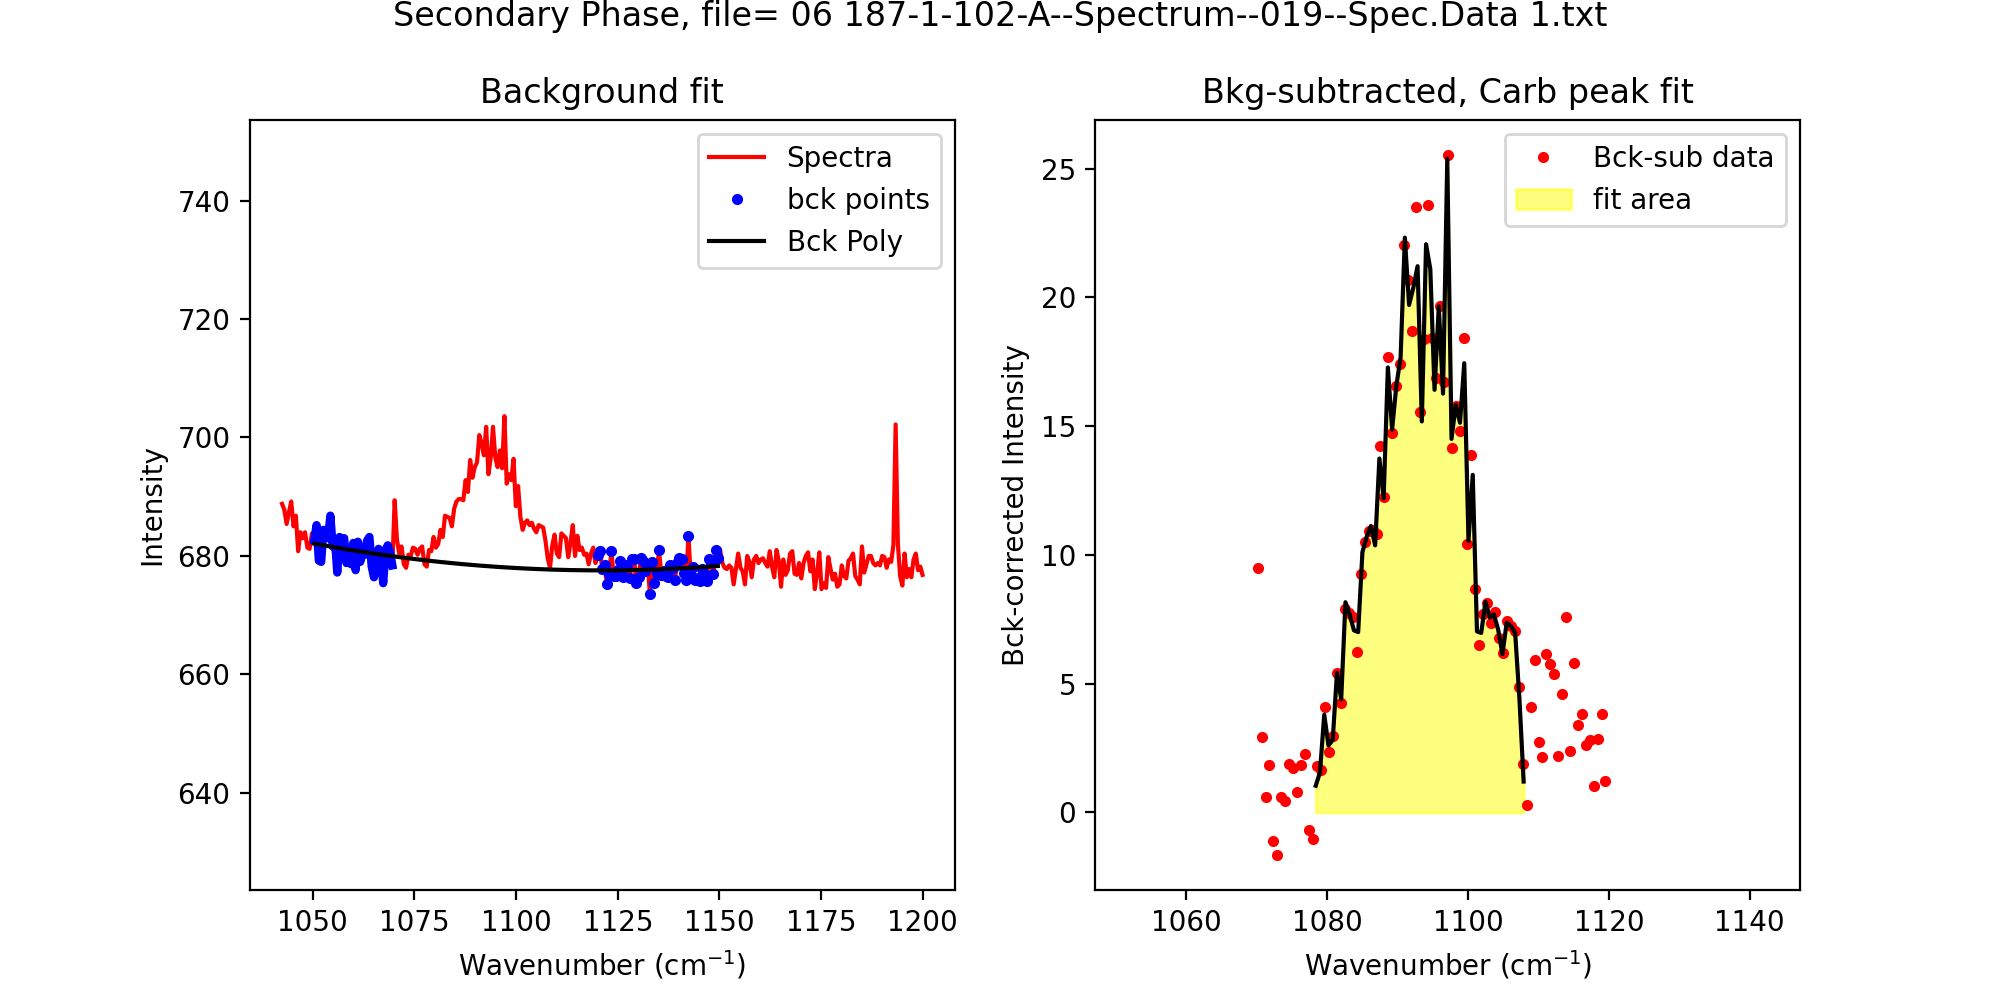 Secondary Phase, file= 06 187-1-102-A--Spectrum--019--Spec.Data 1.txt
Background fit
Spectra
bck points
Bck Poly
740
720
700
680
660
640
Intensity
1050 1075 1100 1125 1150 1175 1200
Wavenumber (cm⁻¹)
Bkg-subtracted, Carb peak fit
Bck-sub data
fit area
25
20
15
10
5
0
Bck-corrected Intensity
1060 1080 1100 1120 1140
Wavenumber (cm⁻¹)